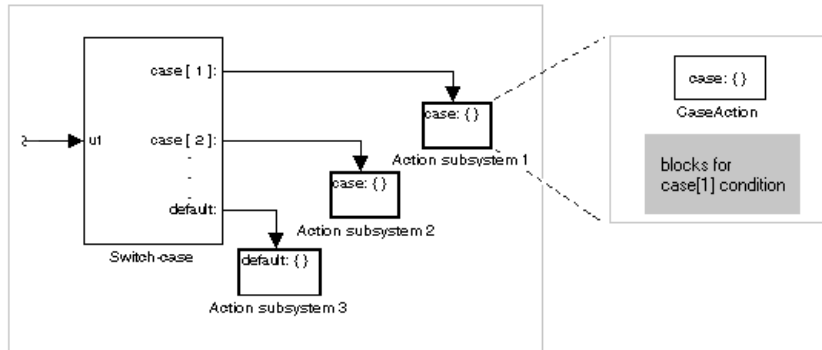 case [ 1 ]:
u1
case [ 2 ]:
default:
Switch-case
case: { }
Action subsystem 1
case: { }
Action subsystem 2
default: { }
Action subsystem 3
case: { }
CaseAction
blocks for
case[1] condition